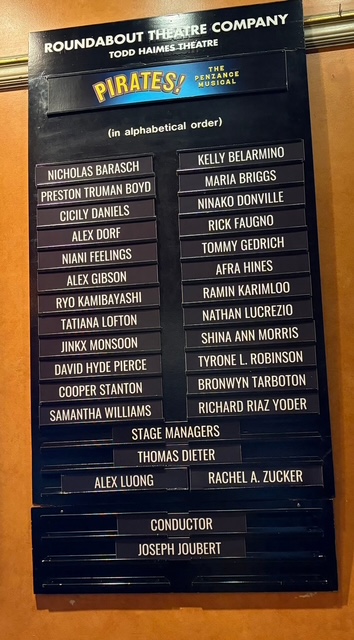 ROUNDABOUT THEATRE COMPANY
TODD HAIMES THEATRE
PIRATES! THE PENZANCE MUSICAL
(in alphabetical order)
NICHOLAS BARASCH
PRESTON TRUMAN BOYD
CICILY DANIELS
ALEX DORF
NIANI FEELINGS
ALEX GIBSON
RYO KAMIBAYASHI
TATIANA LOFTON
JINKX MONSOON
DAVID HYDE PIERCE
COOPER STANTON
SAMANTHA WILLIAMS
KELLY BELARMINO
MARIA BRIGGS
NINAKO DONVILLE
RICK FAUGNO
TOMMY GEDRICH
AFRA HINES
RAMIN KARIMLOO
NATHAN LUCREZIO
SHINA ANN MORRIS
TYRONE L. ROBINSON
BRONWYN TARBOTON
RICHARD RIAZ YODER
STAGE MANAGERS
THOMAS DIETER
ALEX LUONG RACHEL A. ZUCKER
CONDUCTOR
JOSEPH JOUBERT